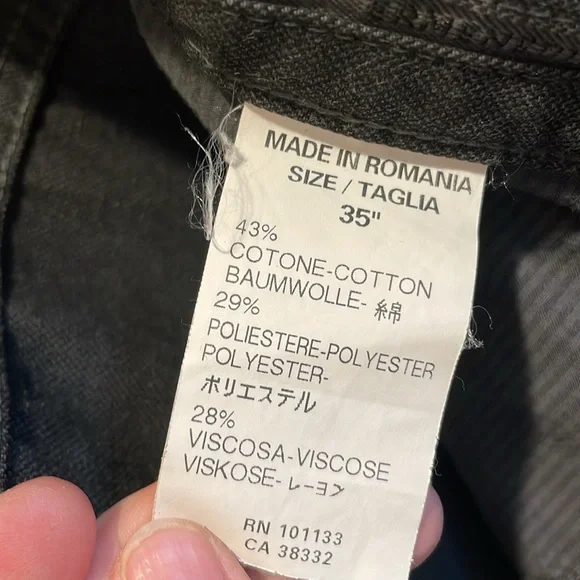 MADE IN ROMANIA
SIZE / TAGLIA
35"
43%
COTONE-COTTON
BAUMWOLLE- 綿
29%
POLIESTERE-POLYESTER
POLYESTER-
ポリエステル
28%
VISCOSA-VISCOSE
VISKOSE-レーヨン
RN 101133
CA 38332